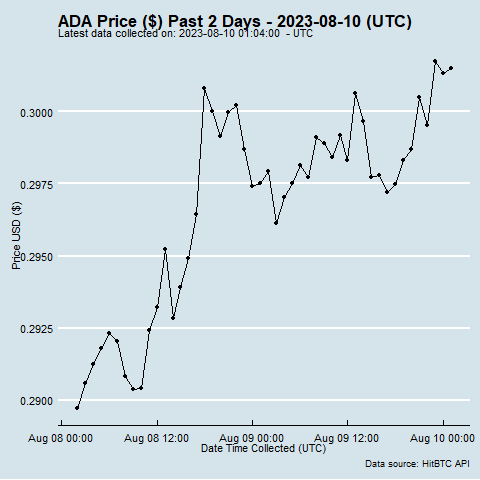 ADA Price ($) Past 2 Days - 2023-08-10 (UTC)
Latest data collected on: 2023-08-10 01:04:00  - UTC
0.3000
0.2975
0.2950
0.2925
0.2900
Price USD ($)
Aug 08 00:00
Aug 08 12:00
Aug 09 00:00
Aug 09 12:00
Aug 10 00:00
Date Time Collected (UTC)
Data source: HitBTC API